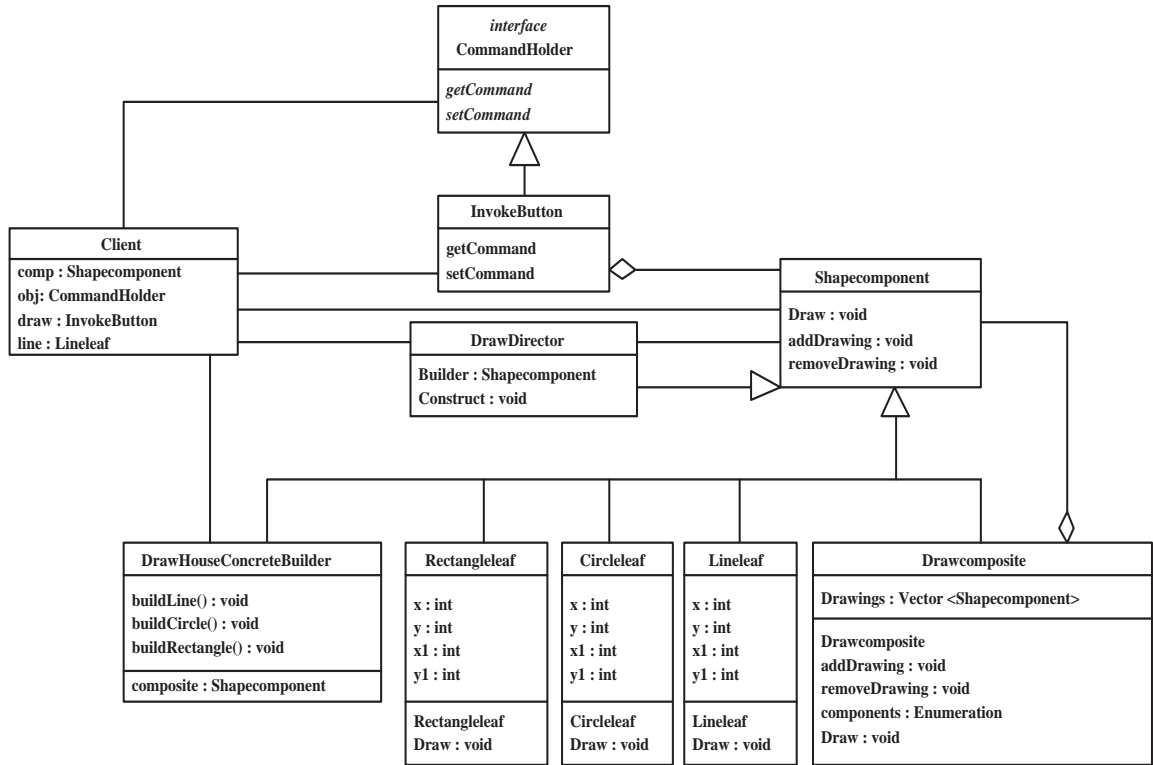 interface
CommandHolder
getCommand
setCommand
InvokeButton
getCommand
setCommand
Client
comp : Shapecomponent
obj: CommandHolder
draw : InvokeButton
line : Lineleaf
Shapecomponent
Draw : void
addDrawing : void
removeDrawing : void
DrawDirector
Builder : Shapecomponent
Construct : void
DrawHouseConcreteBuilder
buildLine() : void
buildCircle() : void
buildRectangle() : void
composite : Shapecomponent
Rectangleleaf
x : int
y : int
x1 : int
y1 : int
Rectangleleaf
Draw : void
Circleleaf
x : int
y : int
x1 : int
y1 : int
Circleleaf
Draw : void
Lineleaf
x : int
y : int
x1 : int
y1 : int
Lineleaf
Draw : void
Drawcomposite
Drawings : Vector <Shapecomponent>
Drawcomposite
addDrawing : void
removeDrawing : void
components : Enumeration
Draw : void